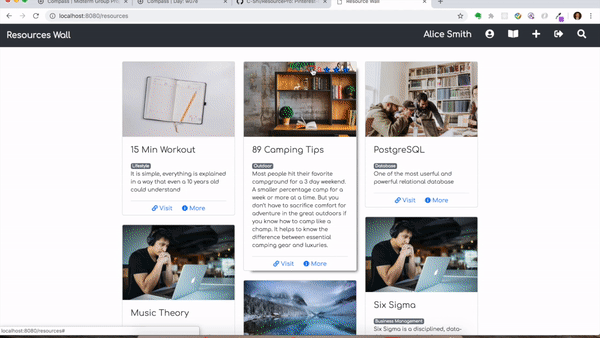 Compass | Midterm Group Pro
Compass | Day: w07e
Resource Wall
localhost:8080/resources
Resources Wall
Alice Smith
15 Min Workout
Lifestyle
It is simple, everything is explained
in a way that even a 10 years old
could understand
Visit
More
Music Theory
89 Camping Tips
Outdoor
Most people hit their favorite
campground for a 3 day weekend.
A smaller percentage camp for a
week or more at a time. But you
don't have to sacrifice comfort for
adventure in the great outdoors if
you know how to camp like a
champ. It helps to know the
difference between essential
camping gear and luxuries.
Visit
More
PostgreSQL
Database
One of the most userful and
powerful relational database
Visit
More
Six Sigma
Business Management
Six Sigma is a disciplined, data-
localhost:8080/resources#